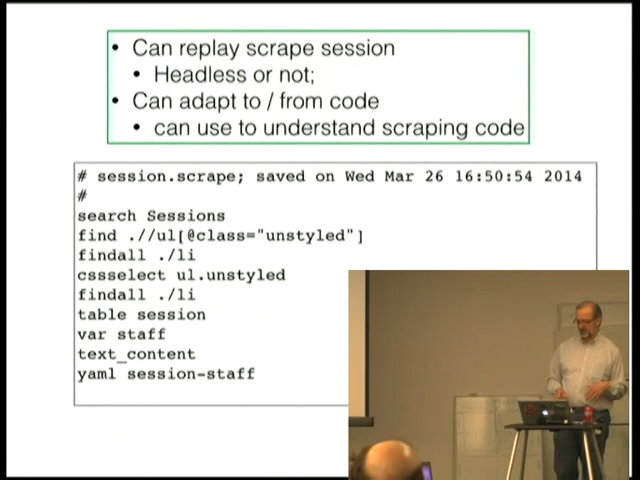 • Can replay scrape session
• Headless or not;
• Can adapt to / from code
• can use to understand scraping code
# session.scrape; saved on Wed Mar 26 16:50:54 2014
#
search Sessions
find .//ul[@class="unstyled"]
findall ./li
cssselect ul.unstyled
findall ./li
table session
var staff
text_content
yaml session-staff